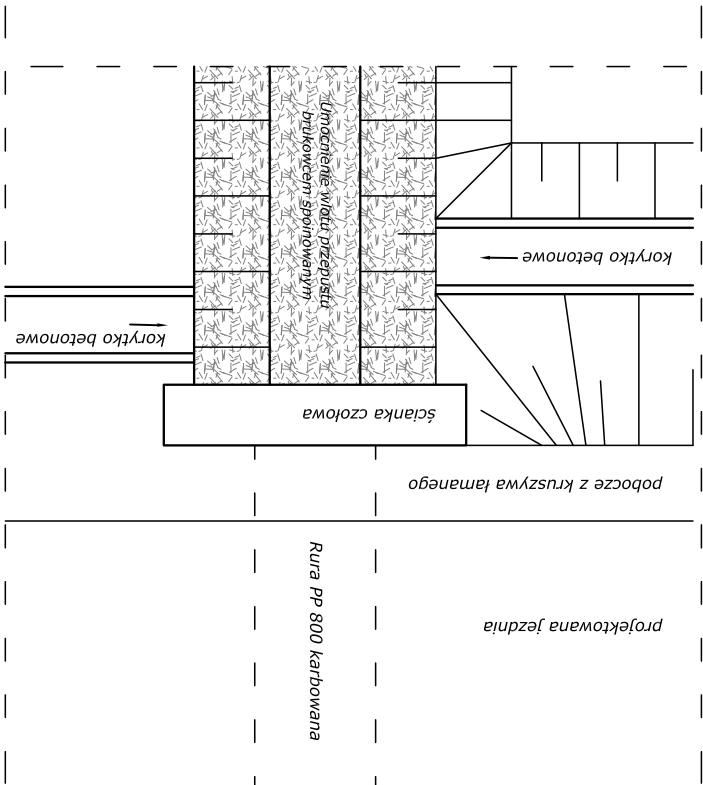 Umocnienie wlotu przepustu
brukowcem spoinowanym
korytko betonowe
korytko betonowe
ścianka czołowa
pobocze z kruszywa łamanego
Rura PP 800 karbowana
projektowana jezdnia